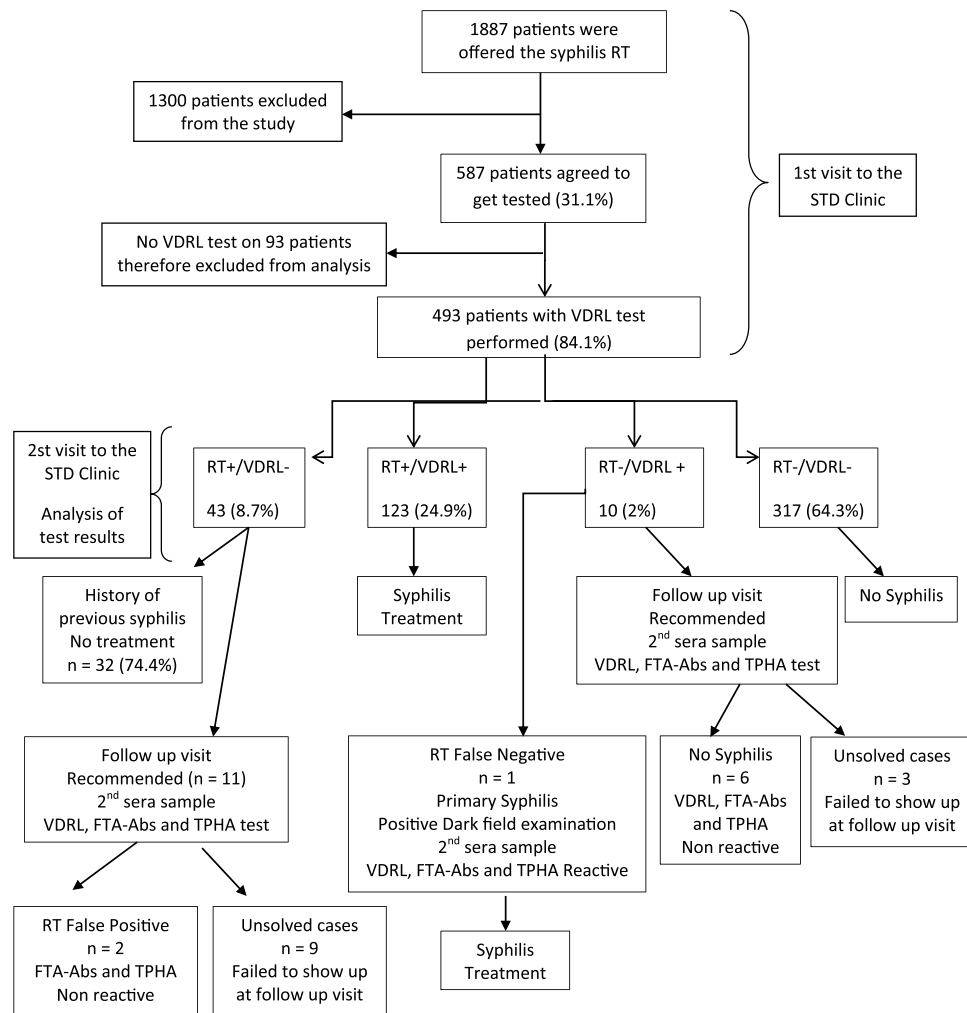 1887 patients were
offered the syphilis RT
1300 patients excluded
from the study
587 patients agreed to
get tested (31.1%)
1st visit to the
STD Clinic
No VDRL test on 93 patients
therefore excluded from analysis
493 patients with VDRL test
performed (84.1%)
2st visit to the
STD Clinic
Analysis of
test results
RT+/VDRL-
43 (8.7%)
RT+/VDRL+
123 (24.9%)
RT-/VDRL +
10 (2%)
RT-/VDRL-
317 (64.3%)
History of
previous syphilis
No treatment
n = 32 (74.4%)
Syphilis
Treatment
Follow up visit
Recommended
2nd sera sample
VDRL, FTA-Abs and TPHA test
No Syphilis
Follow up visit
Recommended (n = 11)
2nd sera sample
VDRL, FTA-Abs and TPHA test
RT False Negative
n = 1
Primary Syphilis
Positive Dark field examination
2nd sera sample
VDRL, FTA-Abs and TPHA Reactive
No Syphilis
n = 6
VDRL, FTA-Abs
and TPHA
Non reactive
Unsolved cases
n = 3
Failed to show up
at follow up visit
RT False Positive
n = 2
FTA-Abs and TPHA
Non reactive
Unsolved cases
n = 9
Failed to show up
at follow up visit
Syphilis
Treatment